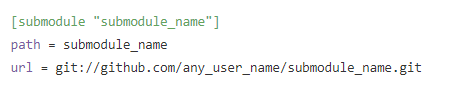 [submodule "submodule_name"]
path = submodule_name
url = git://github.com/any_user_name/submodule_name.git